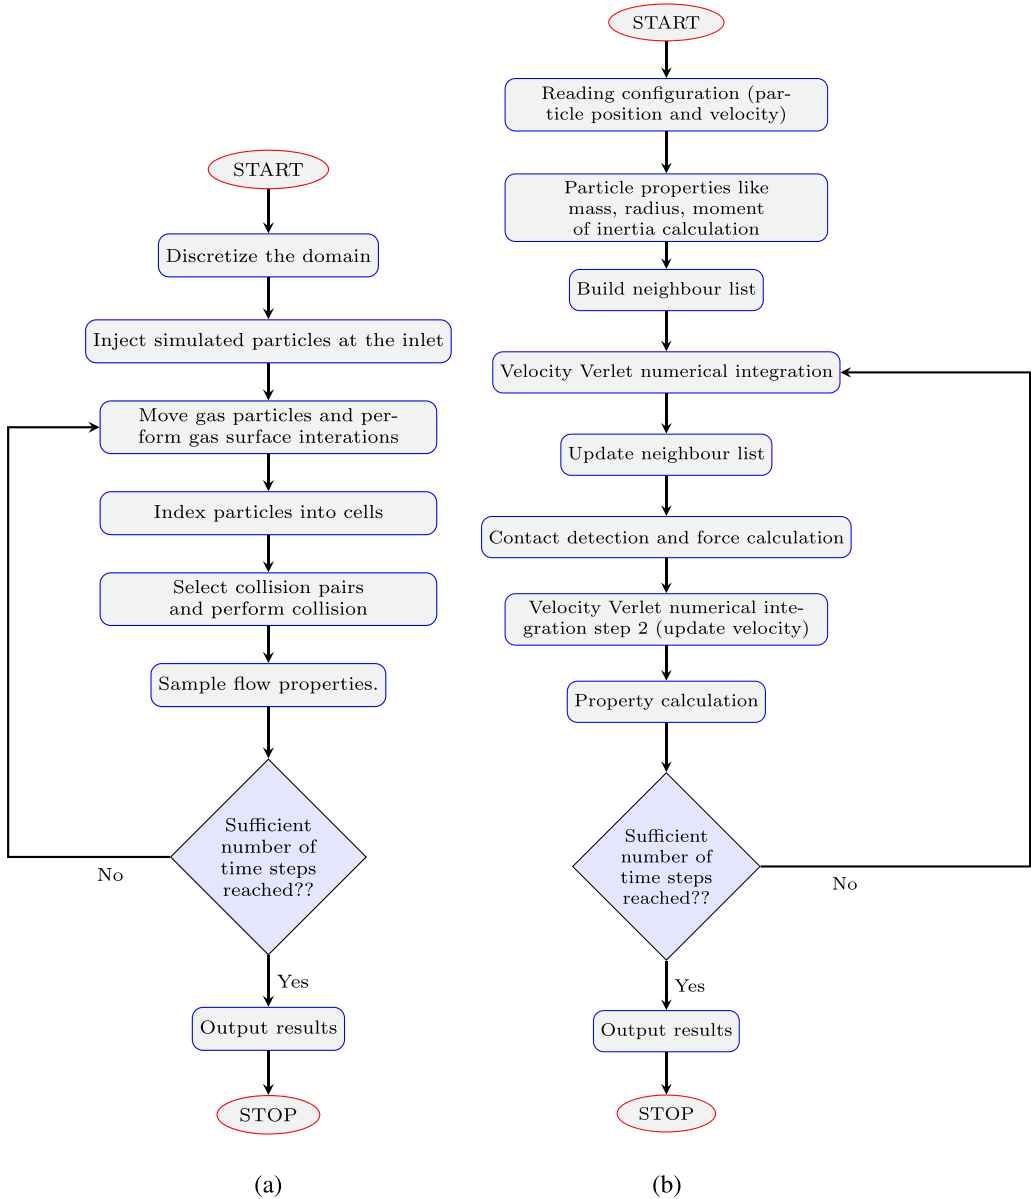 START
Discretize the domain
Inject simulated particles at the inlet
Move gas particles and per-
form gas surface interations
Index particles into cells
Select collision pairs
and perform collision
Sample flow properties.
Sufficient
number of
time steps
reached??
No
Yes
Output results
STOP
(a)
START
Reading configuration (par-
ticle position and velocity)
Particle properties like
mass, radius, moment
of inertia calculation
Build neighbour list
Velocity Verlet numerical integration
Update neighbour list
Contact detection and force calculation
Velocity Verlet numerical inte-
gration step 2 (update velocity)
Property calculation
Sufficient
number of
time steps
reached??
No
Yes
Output results
STOP
(b)